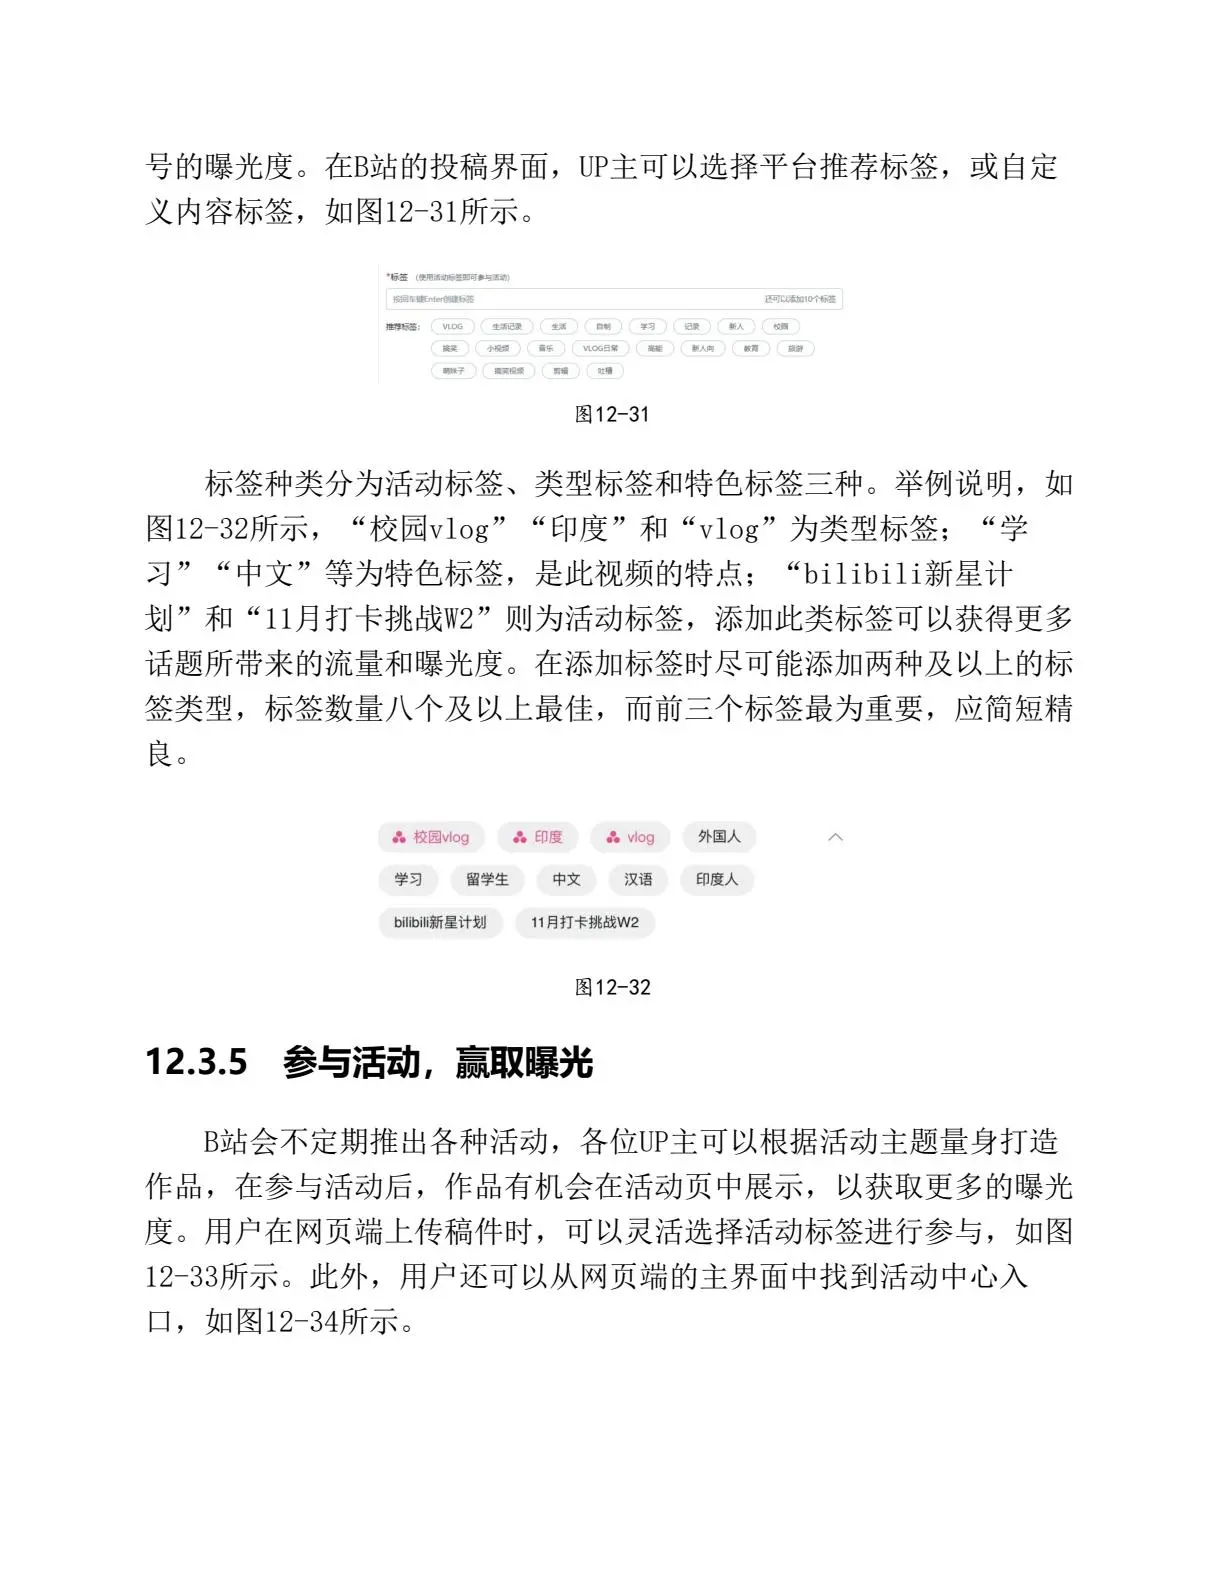 号的曝光度。在B站的投稿界面，UP主可以选择平台推荐标签，或自定
义内容标签，如图12-31所示。
*标签 （使用活动标签即可参与活动）
按回车键Enter创建标签 还可以添加10个标签
推荐标签： VLOG 生活记录 生活 自制 学习 记录 新人 校园
搞笑 小视频 音乐 VLOG日常 高能 新人向 教育 旅游
萌妹子 搞笑视频 剪辑 吐槽
图12-31
标签种类分为活动标签、类型标签和特色标签三种。举例说明，如
图12-32所示，“校园vlog”“印度”和“vlog”为类型标签；“学
习”“中文”等为特色标签，是此视频的特点；“bilibili新星计
划”和“11月打卡挑战W2”则为活动标签，添加此类标签可以获得更多
话题所带来的流量和曝光度。在添加标签时尽可能添加两种及以上的标
签类型，标签数量八个及以上最佳，而前三个标签最为重要，应简短精
良。
校园vlog 印度 vlog 外国人
学习 留学生 中文 汉语 印度人
bilibili新星计划 11月打卡挑战W2
图12-32
12.3.5 参与活动，赢取曝光
B站会不定期推出各种活动，各位UP主可以根据活动主题量身打造
作品，在参与活动后，作品有机会在活动页中展示，以获取更多的曝光
度。用户在网页端上传稿件时，可以灵活选择活动标签进行参与，如图
12-33所示。此外，用户还可以从网页端的主界面中找到活动中心入
口，如图12-34所示。